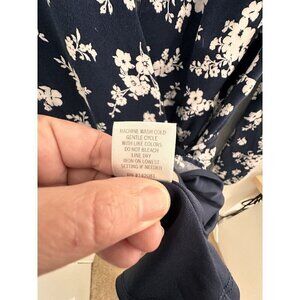 MACHINE WASH COLD
GENTLE CYCLE
WITH LIKE COLORS
DO NOT BLEACH
LINE DRY
IRON ON LOWEST
SETTING IF NEEDED
RN